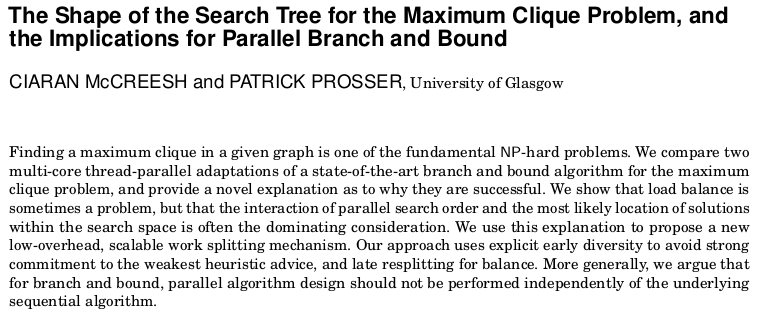 The Shape of the Search Tree for the Maximum Clique Problem, and
the Implications for Parallel Branch and Bound
CIARAN McCREESH and PATRICK PROSSER, University of Glasgow
Finding a maximum clique in a given graph is one of the fundamental NP-hard problems. We compare two
multi-core thread-parallel adaptations of a state-of-the-art branch and bound algorithm for the maximum
clique problem, and provide a novel explanation as to why they are successful. We show that load balance is
sometimes a problem, but that the interaction of parallel search order and the most likely location of solutions
within the search space is often the dominating consideration. We use this explanation to propose a new
low-overhead, scalable work splitting mechanism. Our approach uses explicit early diversity to avoid strong
commitment to the weakest heuristic advice, and late resplitting for balance. More generally, we argue that
for branch and bound, parallel algorithm design should not be performed independently of the underlying
sequential algorithm.